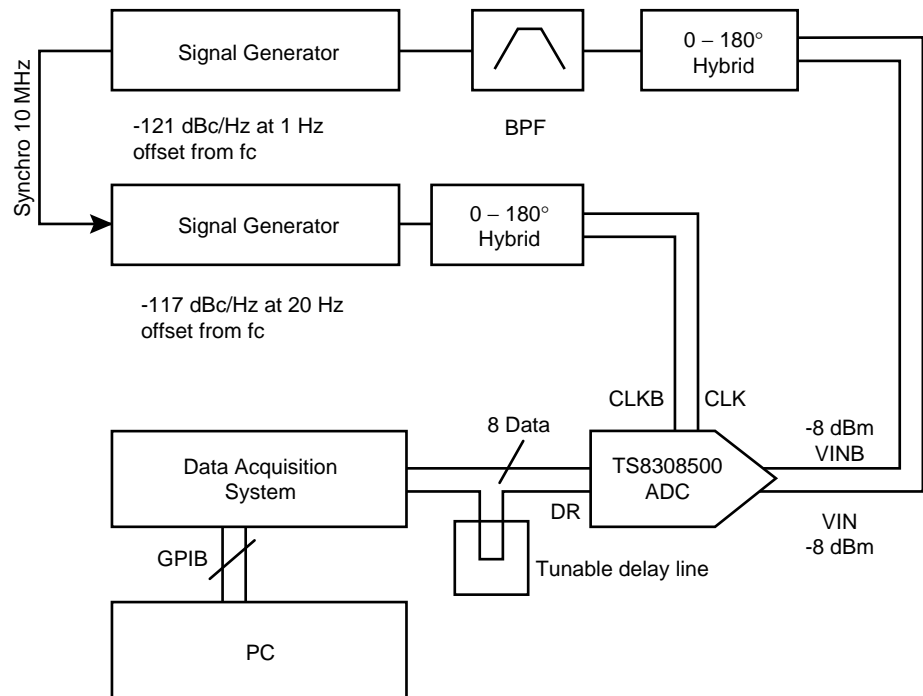 Signal Generator
0 – 180°
Hybrid
BPF
Synchro 10 MHz
-121 dBc/Hz at 1 Hz
offset from fc
Signal Generator
0 – 180°
Hybrid
-117 dBc/Hz at 20 Hz
offset from fc
CLKB
CLK
8 Data
-8 dBm
VINB
TS8308500
ADC
Data Acquisition
System
DR
VIN
-8 dBm
GPIB
Tunable delay line
PC